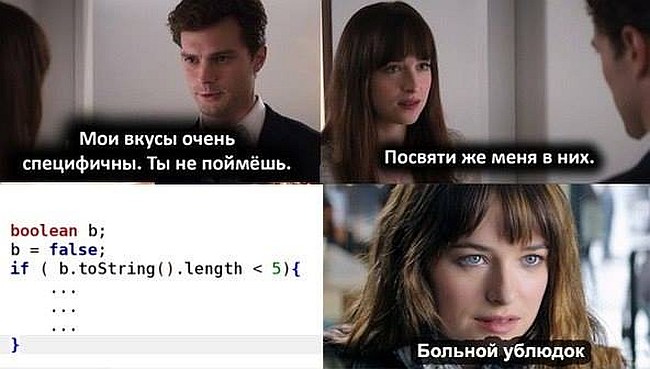 Мои вкусы очень
специфичны. Ты не поймёшь.
Посвяти же меня в них.
boolean b;
b = false;
if ( b.toString().length < 5){
...
...
...
}
Больной ублюдок